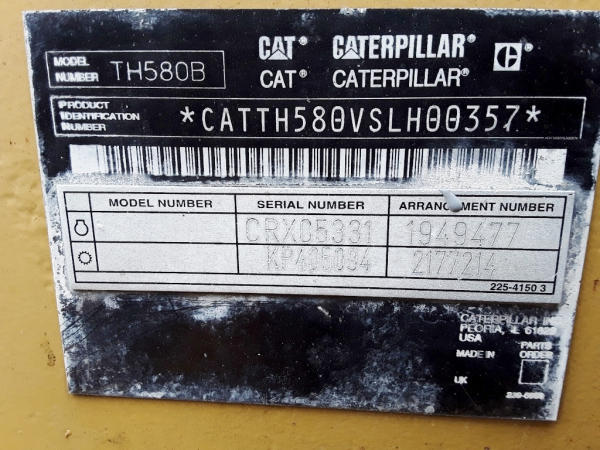 MODEL NUMBER TH580B
CAT® CATERPILLAR® C
CAT® CATERPILLAR®
PRODUCT IDENTIFICATION NUMBER *CATTH580VSLH00357*
MODEL NUMBER SERIAL NUMBER ARRANGEMENT NUMBER
CRX05331 1949477
KP405094 2177214
225-4150 3
CATERPILLAR
PEORIA, IL
USA
PARTS
MADE IN ORDER
UK